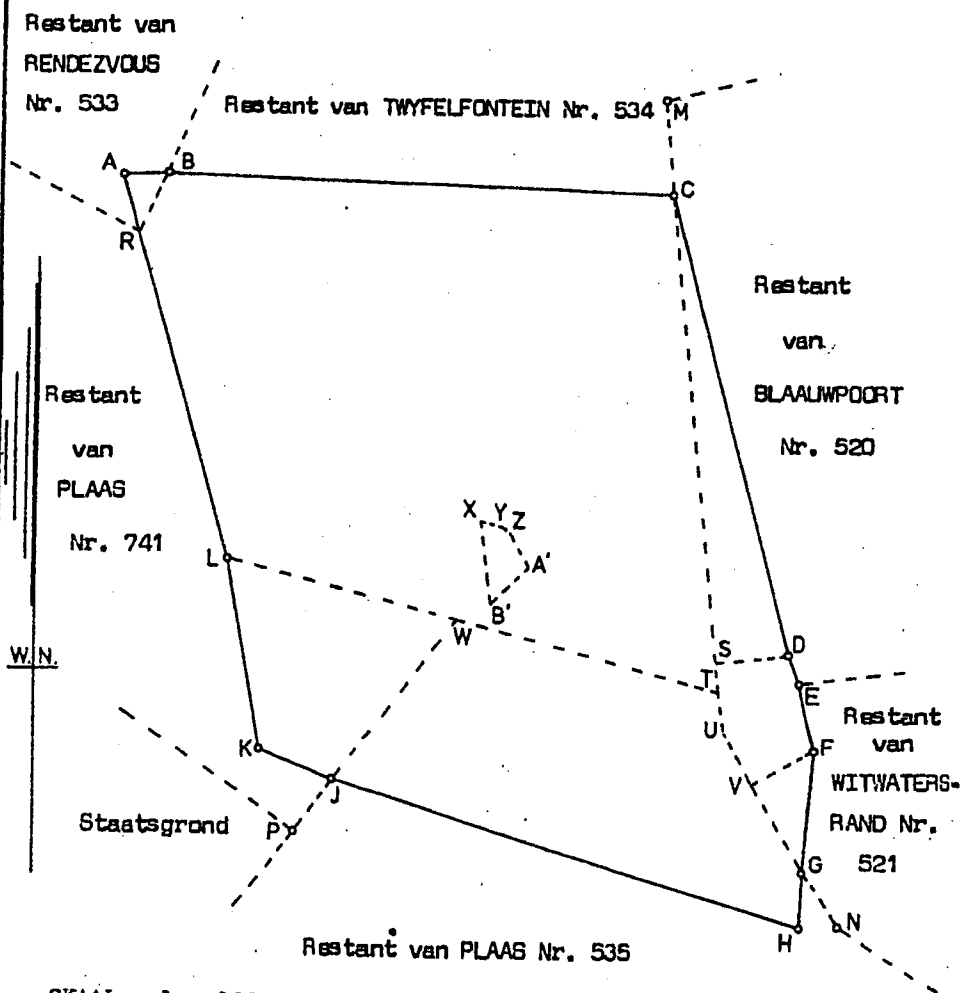 Restant van
RENDEZVOUS
Nr. 533
Restant van TWYFELFONTEIN Nr. 534
M
A
B
C
R
Restant
van
BLAAUWPOORT
Nr. 520
Restant
van
PLAAS
Nr. 741
X
Y
Z
A'
B'
L
W
W.N.
S
D
T
E
U
Restant
van
WITWATERS-
RAND Nr.
521
F
V
K
J
P
Staatsgrond
G
N
H
Restant van PLAAS Nr. 535